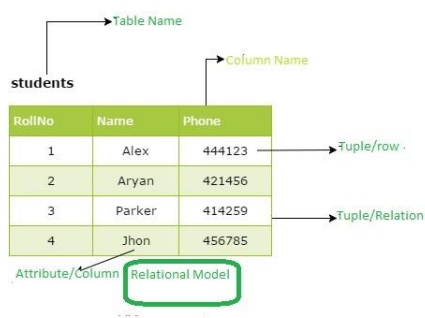 Table Name
Column Name
students
RollNo Name Phone
1 Alex 444123
Tuple/row .
2 Aryan 421456
3 Parker 414259
Tuple/Relation
4 Jhon 456785
Attribute/Column
Relational Model